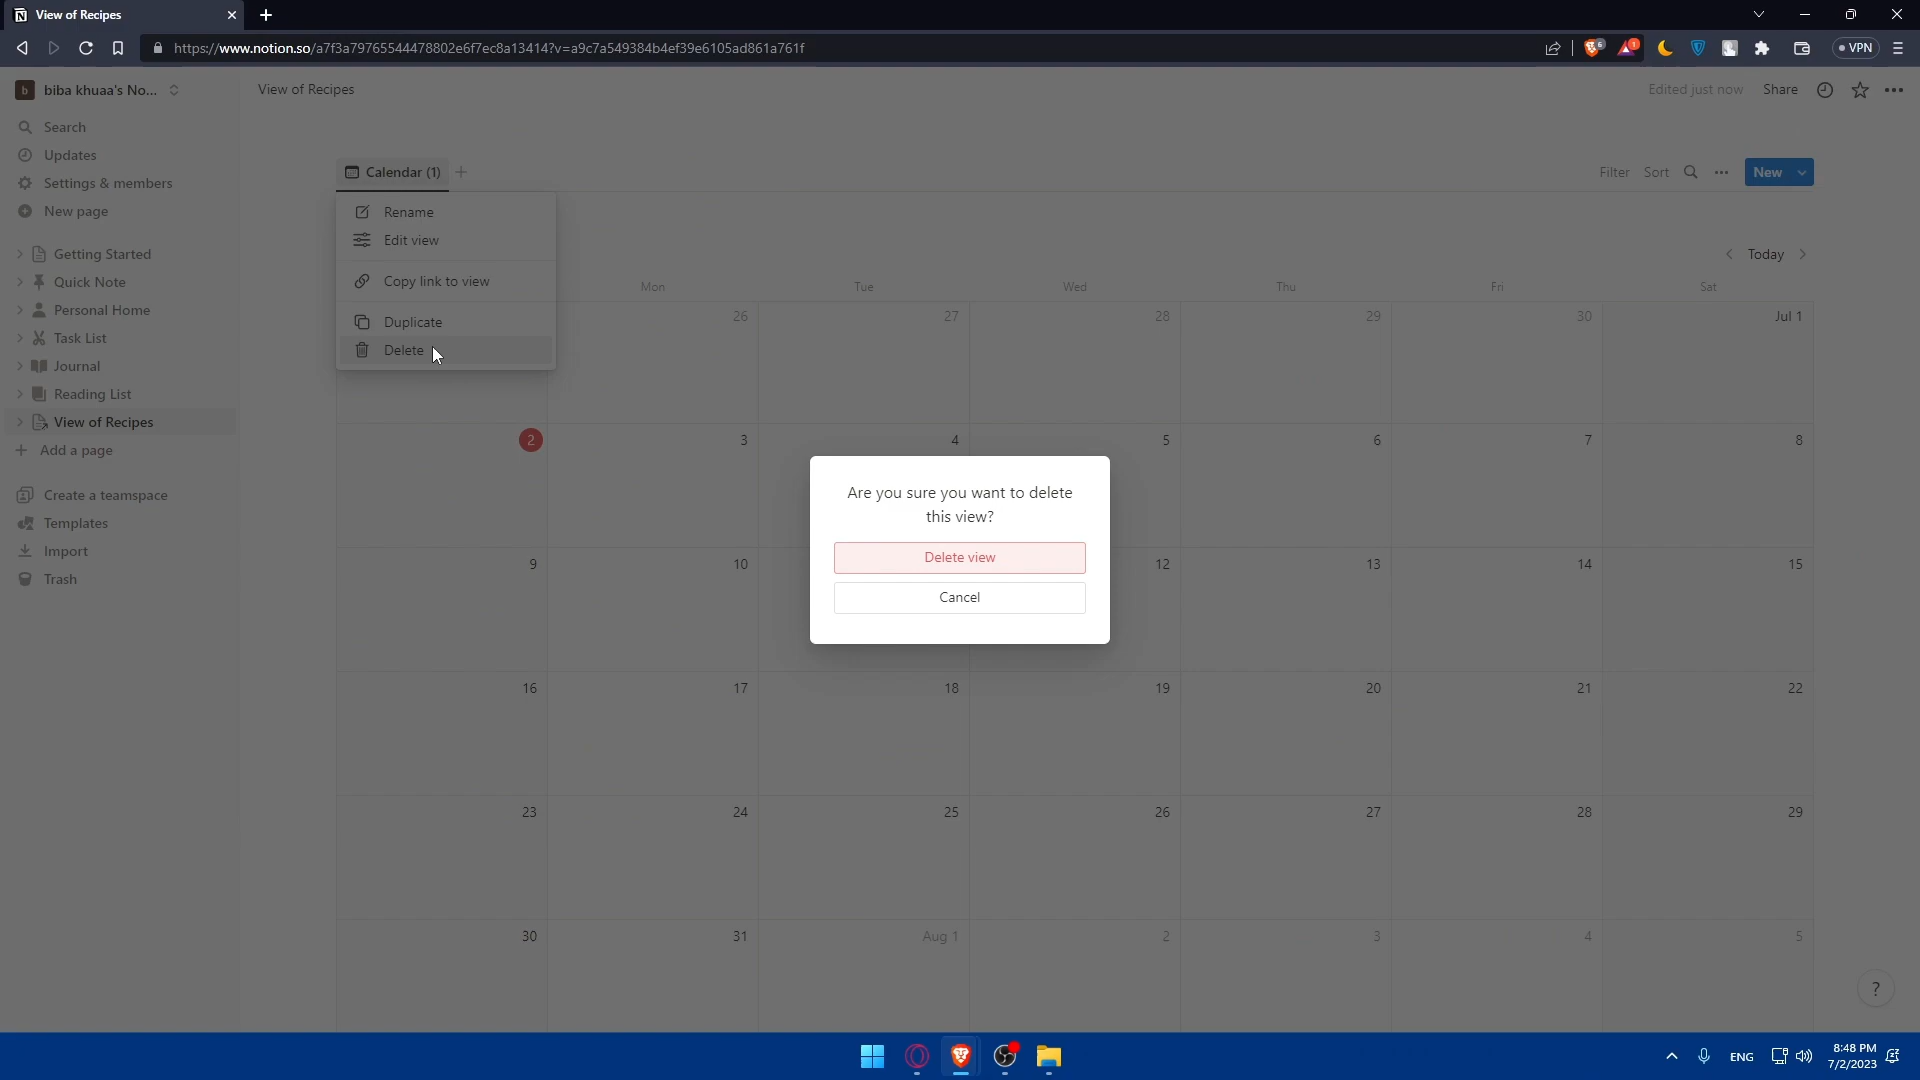 View of Recipes
https://www.notion.so/a7f3a79765544478802e6f7ec8a13414?v=a9c7a549384b4ef39e6105ad861a761f
6
1
VPN
b
biba khuaa's No...
View of Recipes
Edited just now
Share
Search
Updates
Settings & members
New page
Getting Started
Quick Note
Personal Home
Task List
Journal
Reading List
View of Recipes
Add a page
Create a teamspace
Templates
Import
Trash
Calendar (1)
Filter
Sort
New
Rename
Edit view
Copy link to view
Duplicate
Delete
Today
Mon
Tue
Wed
Thu
Fri
Sat
26
27
28
29
30
Jul 1
2
3
4
5
6
7
8
Are you sure you want to delete
this view?
Delete view
Cancel
9
10
12
13
14
15
16
17
18
19
20
21
22
23
24
25
26
27
28
29
30
31
Aug 1
2
3
4
5
?
ENG
8:48 PM
7/2/2023